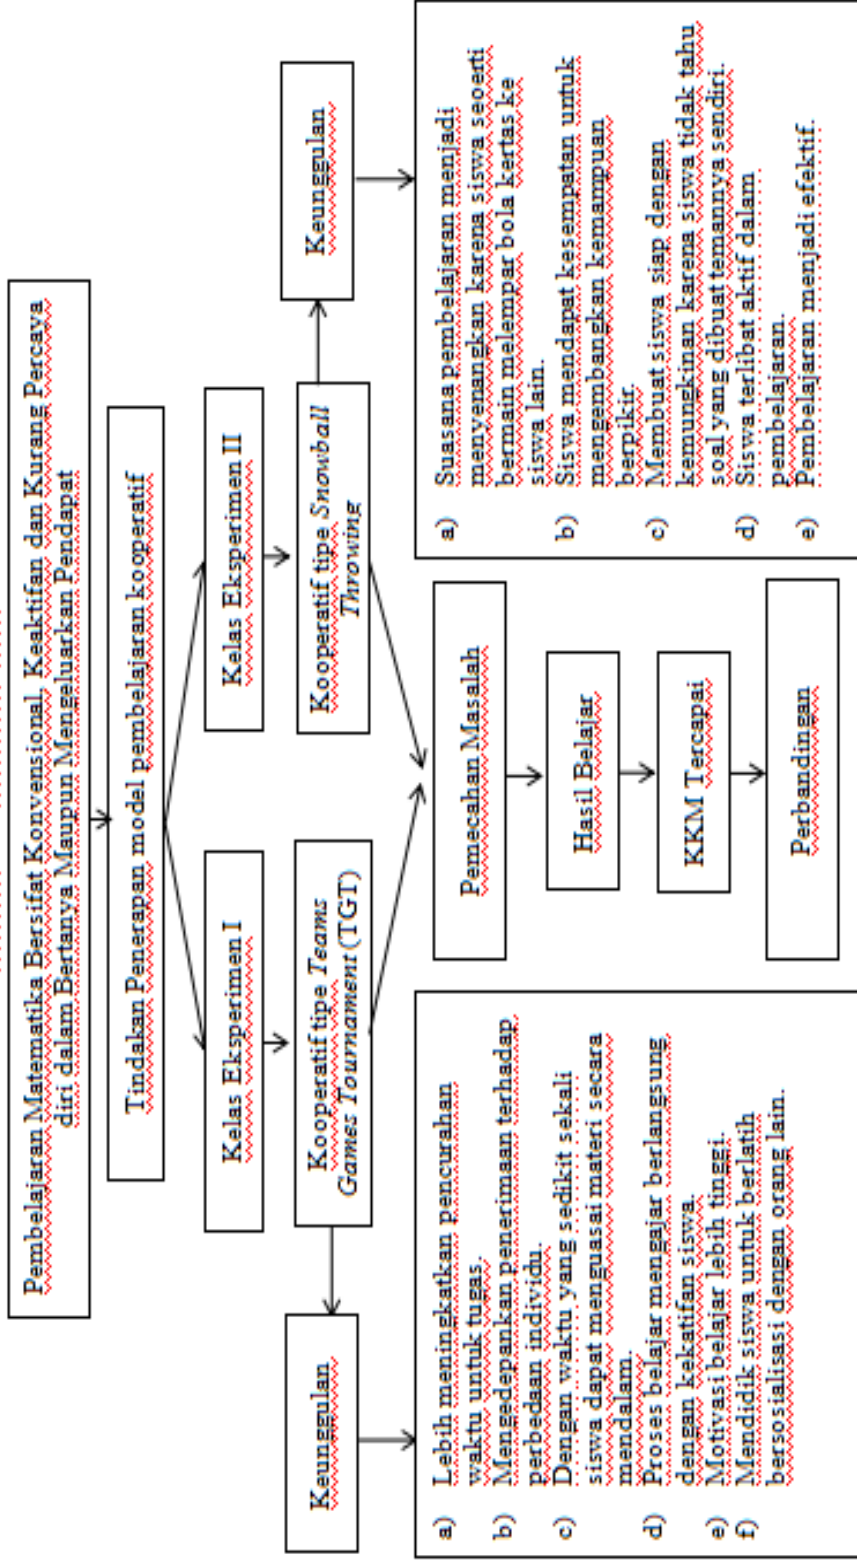 Pembelajaran Matematika Bersifat Konvensional, Keaktifan dan Kurang Percaya
diri dalam Bertanya Maupun Mengeluarkan Pendapat
Tindakan Penerapan model pembelajaran kooperatif
Kelas Eksperimen I
Kelas Eksperimen II
Keunggulan
Kooperatif tipe Teams
Games Tournament (TGT)
Kooperatif tipe Snowball
Throwing
Keunggulan
a) Lebih meningkatkan pencurahan
waktu untuk tugas.
b) Mengedepankan penerimaan terhadap
perbedaan individu.
c) Dengan waktu yang sedikit sekali
siswa dapat menguasai materi secara
mendalam.
d) Proses belajar mengajar berlangsung
dengan kekatifan siswa.
e) Motivasi belajar lebih tinggi.
f) Mendidik siswa untuk berlatih
bersosialisasi dengan orang lain.
Pemecahan Masalah
Hasil Belajar
KKM Tercapai
Perbandingan
a) Suasana pembelajaran menjadi
menyenangkan karena siswa seoerti
bermain melempar bola kertas ke
siswa lain.
b) Siswa mendapat kesempatan untuk
mengembangkan kemampuan
berpikir.
c) Membuat siswa siap dengan
kemungkinan karena siswa tidak tahu
soal yang dibuat temannya sendiri.
d) Siswa terlibat aktif dalam
pembelajaran.
e) Pembelajaran menjadi efektif.